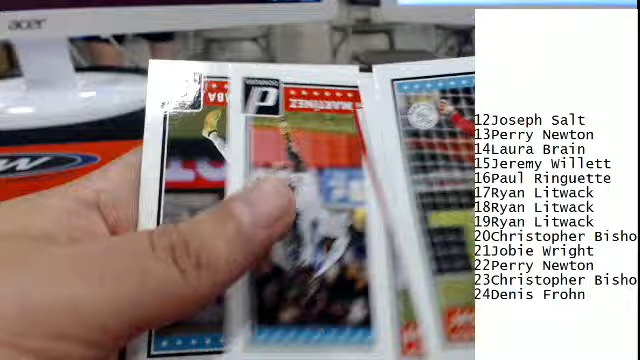 acer
BA
MARTINEZ
P
12Joseph Salt
13Perry Newton
14Laura Brain
15Jeremy Willett
16Paul Ringuette
17Ryan Litwack
18Ryan Litwack
19Ryan Litwack
20Christopher Bisho
21Jobie Wright
22Perry Newton
23Christopher Bisho
24Denis Frohn